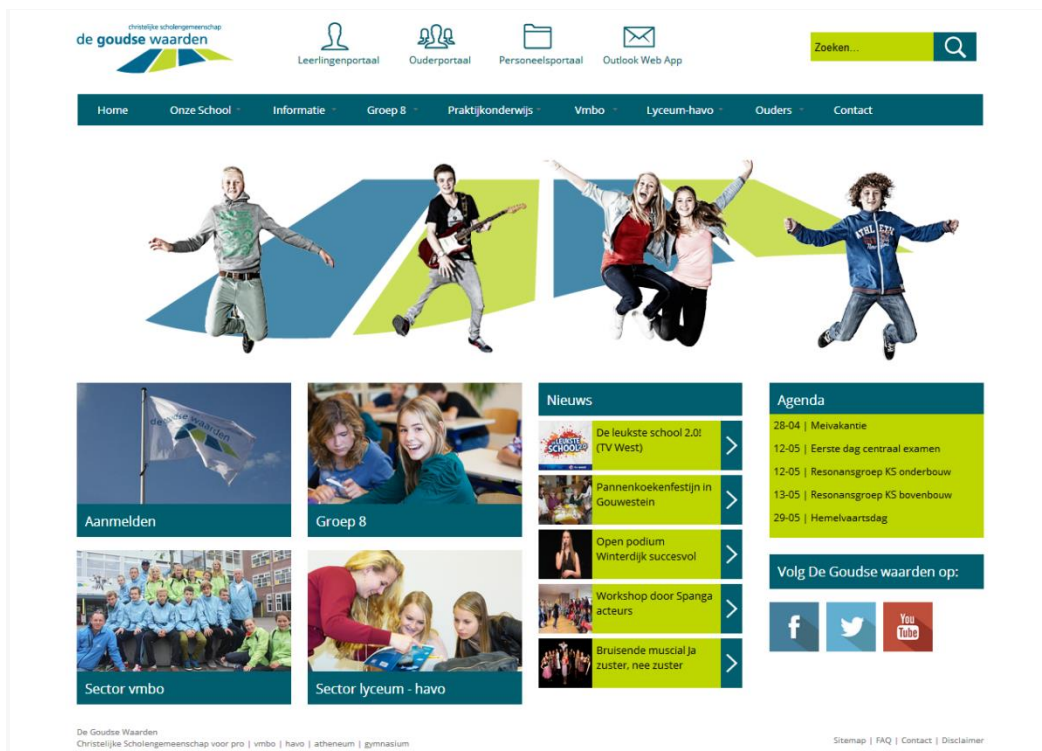 christelijke scholengemeenschap
de goudse waarden
Leerlingenportaal
Ouderportaal
Personeelsportaal
Outlook Web App
Zoeken...
Home
Onze School
Informatie
Groep 8
Praktijkonderwijs
Vmbo
Lyceum-havo
Ouders
Contact
ATHLETH
de goudse waarden
Aanmelden
Groep 8
Sector vmbo
Sector lyceum - havo
Nieuws
LEUKSTE
SCHOOL
De leukste school 2.0!
(TV West)
Pannenkoekenfestijn in
Gouwestein
Open podium
Winterdijk succesvol
Workshop door Spanga
acteurs
Bruisende muscial Ja
zuster, nee zuster
Agenda
28-04 | Meivakantie
12-05 | Eerste dag centraal examen
12-05 | Resonansgroep KS onderbouw
13-05 | Resonansgroep KS bovenbouw
29-05 | Hemelvaartsdag
Volg De Goudse waarden op:
f
You
Tube
De Goudse Waarden
Christelijke Scholengemeenschap voor pro | vmbo | havo | atheneum | gymnasium
Sitemap | FAQ | Contact | Disclaimer